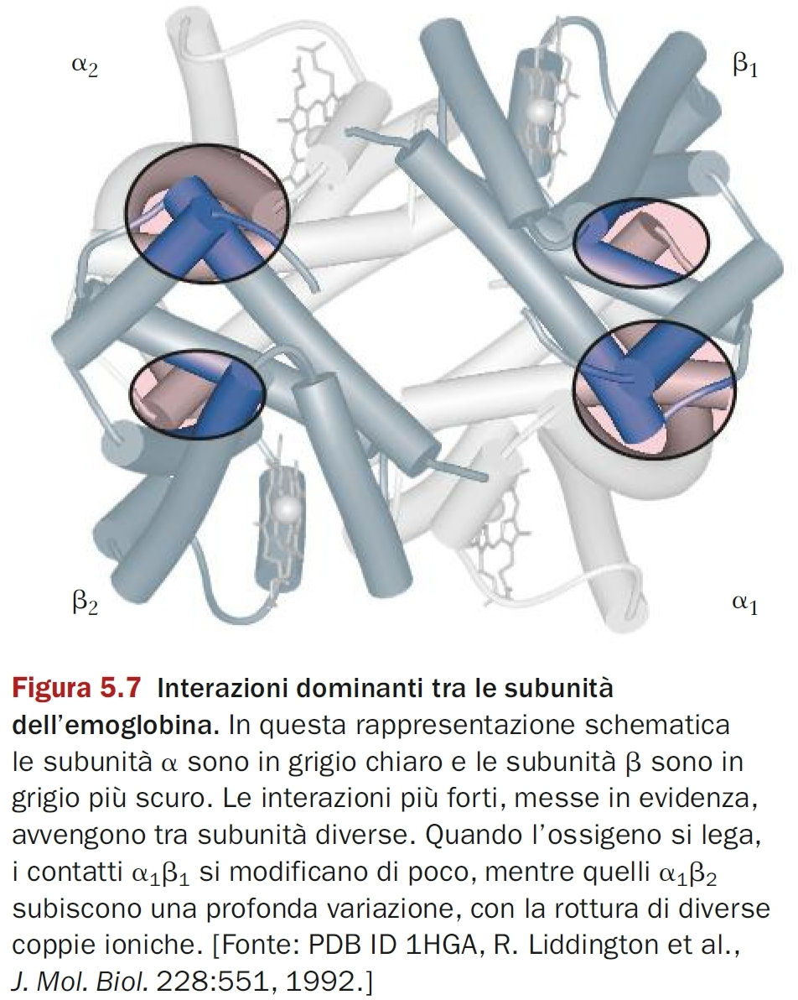 α2
β1
β2
α1
Figura 5.7 Interazioni dominanti tra le subunità
dell'emoglobina. In questa rappresentazione schematica
le subunità α sono in grigio chiaro e le subunità β sono in
grigio più scuro. Le interazioni più forti, messe in evidenza,
avvengono tra subunità diverse. Quando l'ossigeno si lega,
i contatti α1β1 si modificano di poco, mentre quelli α1β2
subiscono una profonda variazione, con la rottura di diverse
coppie ioniche. [Fonte: PDB ID 1HGA, R. Liddington et al.,
J. Mol. Biol. 228:551, 1992.]